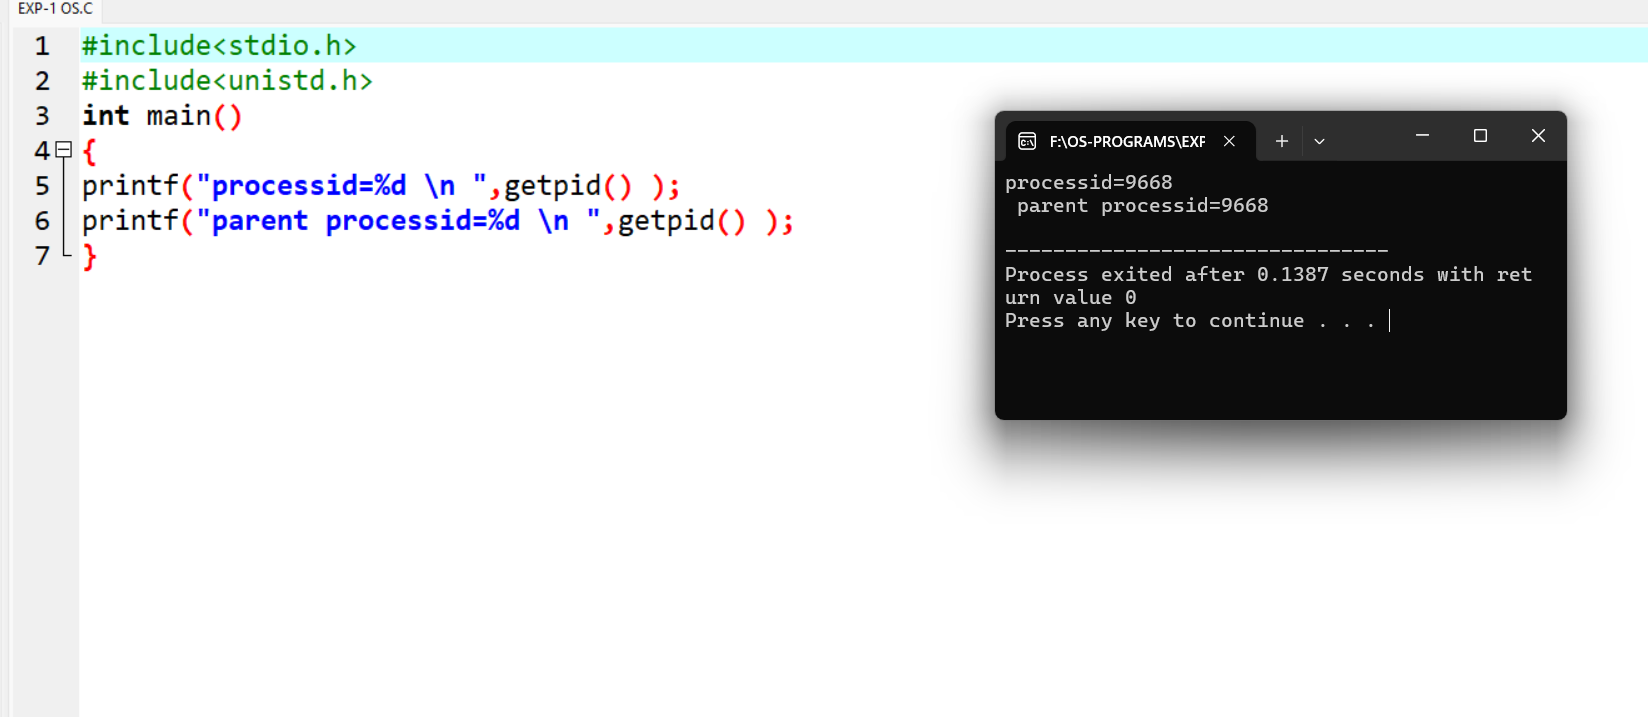 EXP-1 OS.C
1 #include<stdio.h>
2 #include<unistd.h>
3 int main()
4 {
5 printf("processid=%d \n ",getpid() );
6 printf("parent processid=%d \n ",getpid() );
7 }
F:\OS-PROGRAMS\EXF
processid=9668
 parent processid=9668
--------------------------------
Process exited after 0.1387 seconds with ret
urn value 0
Press any key to continue . . .